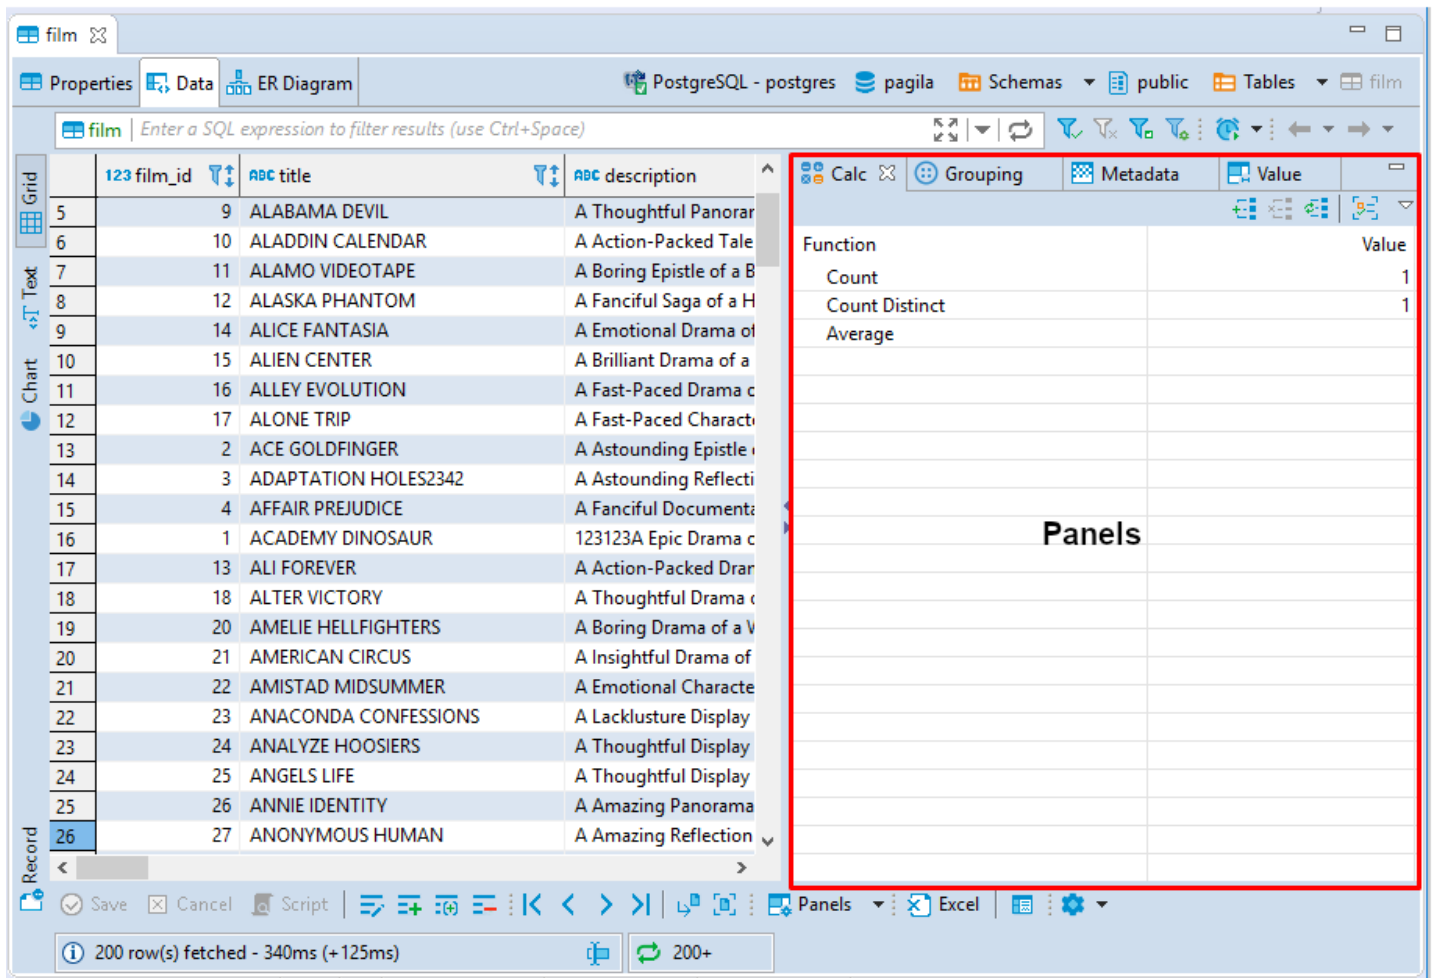 film
Properties Data ER Diagram PostgreSQL - postgres pagila Schemas public Tables film
film Enter a SQL expression to filter results (use Ctrl+Space)
Grid
Text
Chart
Record
123 film_id ABC title ABC description
5 9 ALABAMA DEVIL A Thoughtful Panorar
6 10 ALADDIN CALENDAR A Action-Packed Tale
7 11 ALAMO VIDEOTAPE A Boring Epistle of a B
8 12 ALASKA PHANTOM A Fanciful Saga of a H
9 14 ALICE FANTASIA A Emotional Drama of
10 15 ALIEN CENTER A Brilliant Drama of a
11 16 ALLEY EVOLUTION A Fast-Paced Drama c
12 17 ALONE TRIP A Fast-Paced Characte
13 2 ACE GOLDFINGER A Astounding Epistle
14 3 ADAPTATION HOLES2342 A Astounding Reflecti
15 4 AFFAIR PREJUDICE A Fanciful Documenta
16 1 ACADEMY DINOSAUR 123123A Epic Drama c
17 13 ALI FOREVER A Action-Packed Drar
18 18 ALTER VICTORY A Thoughtful Drama
19 20 AMELIE HELLFIGHTERS A Boring Drama of a V
20 21 AMERICAN CIRCUS A Insightful Drama of
21 22 AMISTAD MIDSUMMER A Emotional Characte
22 23 ANACONDA CONFESSIONS A Lacklusture Display
23 24 ANALYZE HOOSIERS A Thoughtful Display
24 25 ANGELS LIFE A Thoughtful Display
25 26 ANNIE IDENTITY A Amazing Panorama
26 27 ANONYMOUS HUMAN A Amazing Reflection
Calc Grouping Metadata Value
Function Value
Count 1
Count Distinct 1
Average
Panels
Save Cancel Script Panels Excel
200 row(s) fetched - 340ms (+125ms) 200+